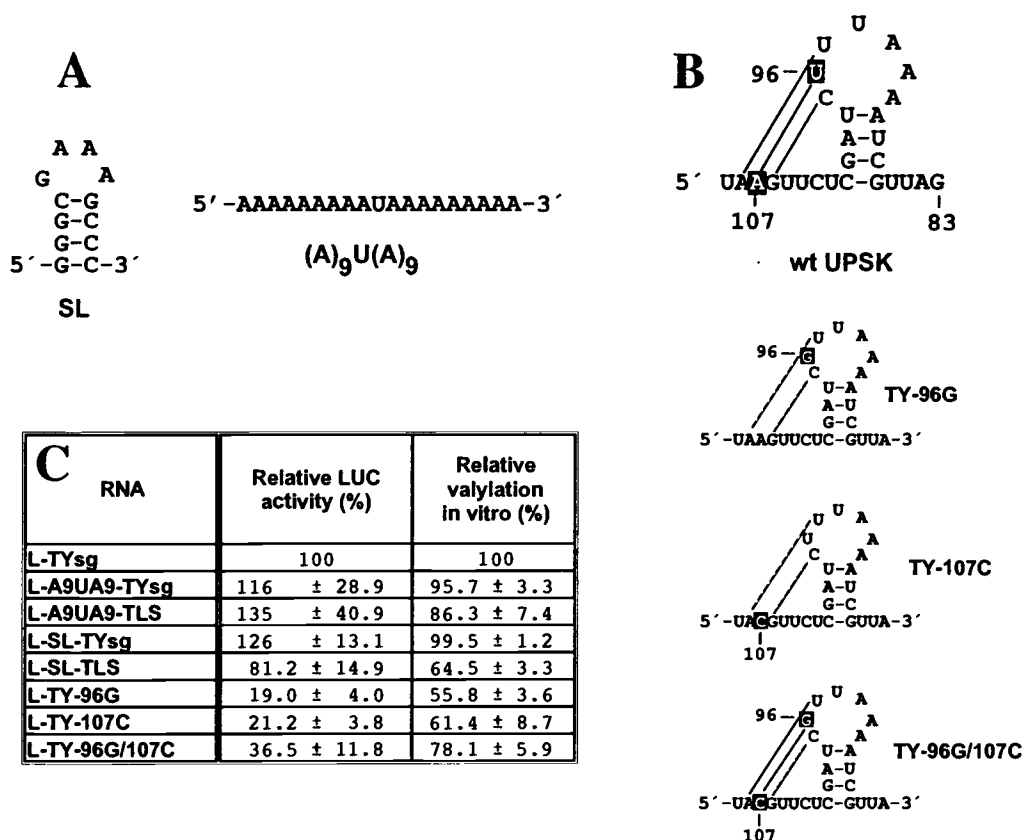 A
A A
G A
C-G
G-C
G-C
5´-G-C-3´
SL
5'-AAAAAAAAAUAAAAAAAAA-3´
(A)9U(A)9
B
U
U A
96 U A
C A
U-A
A-U
G-C
5´ UAAGUUCUC-GUUAG
107 83
wt UPSK
U U A
96 G A
C A
U-A
A-U
G-C
5´-UAAGUUCUC-GUUA-3´
TY-96G
U U A
U A
C A
U-A
A-U
G-C
5´-UACGUUCUC-GUUA-3´
107
TY-107C
U U A
96 G A
C A
U-A
A-U
G-C
5´-UACGUUCUC-GUUA-3´
107
TY-96G/107C
C
RNA Relative LUC activity (%) Relative valylation in vitro (%)
L-TYsg 100 100
L-A9UA9-TYsg 116 ± 28.9 95.7 ± 3.3
L-A9UA9-TLS 135 ± 40.9 86.3 ± 7.4
L-SL-TYsg 126 ± 13.1 99.5 ± 1.2
L-SL-TLS 81.2 ± 14.9 64.5 ± 3.3
L-TY-96G 19.0 ± 4.0 55.8 ± 3.6
L-TY-107C 21.2 ± 3.8 61.4 ± 8.7
L-TY-96G/107C 36.5 ± 11.8 78.1 ± 5.9